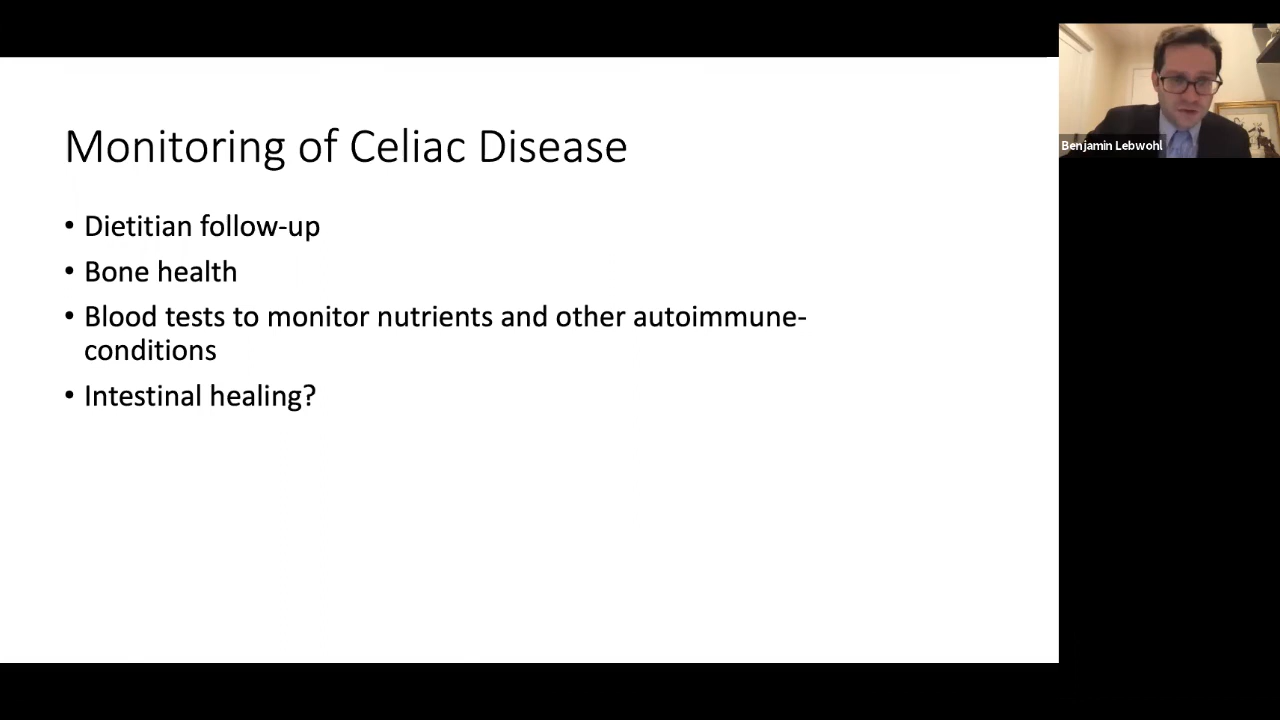 Monitoring of Celiac Disease
• Dietitian follow-up
• Bone health
• Blood tests to monitor nutrients and other autoimmune-
conditions
• Intestinal healing?
Benjamin Lebwohl